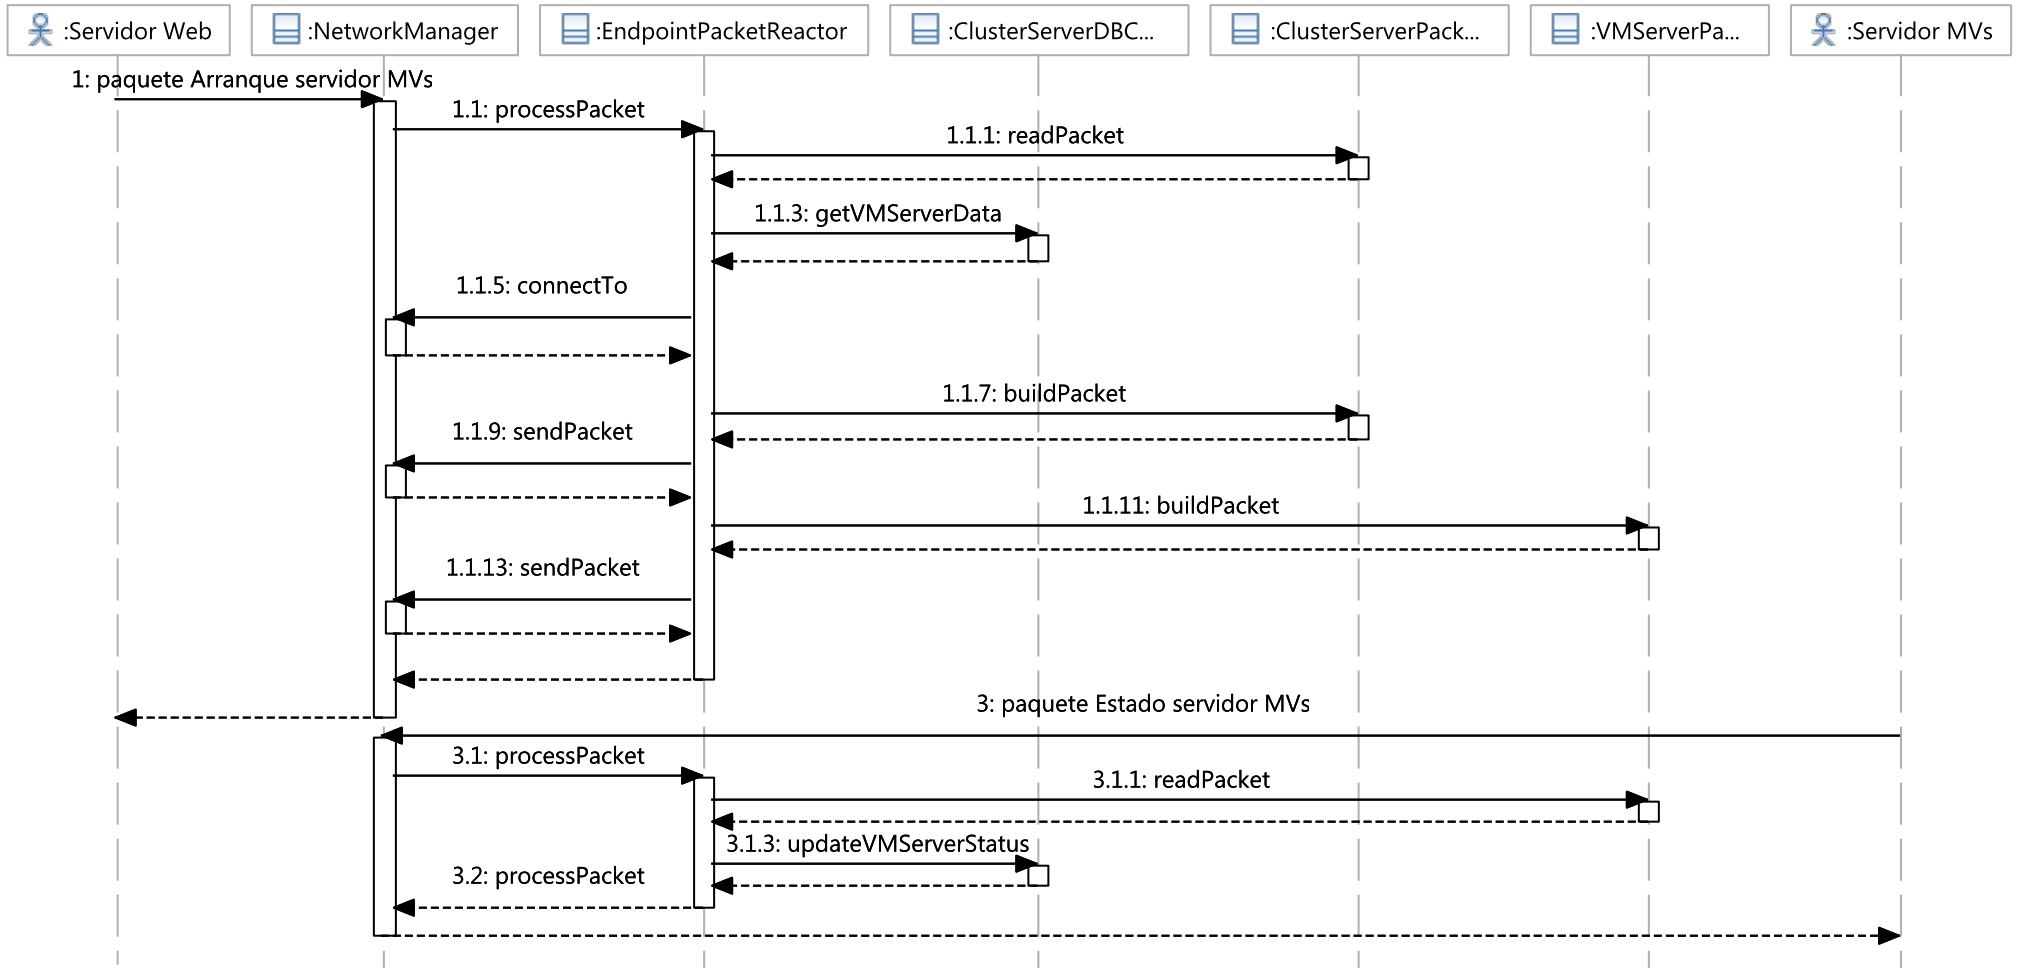 :Servidor Web
:NetworkManager
:EndpointPacketReactor
:ClusterServerDBC...
:ClusterServerPack...
:VMServerPa...
:Servidor MVs
1: paquete Arranque servidor MVs
1.1: processPacket
1.1.1: readPacket
1.1.3: getVMServerData
1.1.5: connectTo
1.1.7: buildPacket
1.1.9: sendPacket
1.1.11: buildPacket
1.1.13: sendPacket
3: paquete Estado servidor MVs
3.1: processPacket
3.1.1: readPacket
3.1.3: updateVMServerStatus
3.2: processPacket